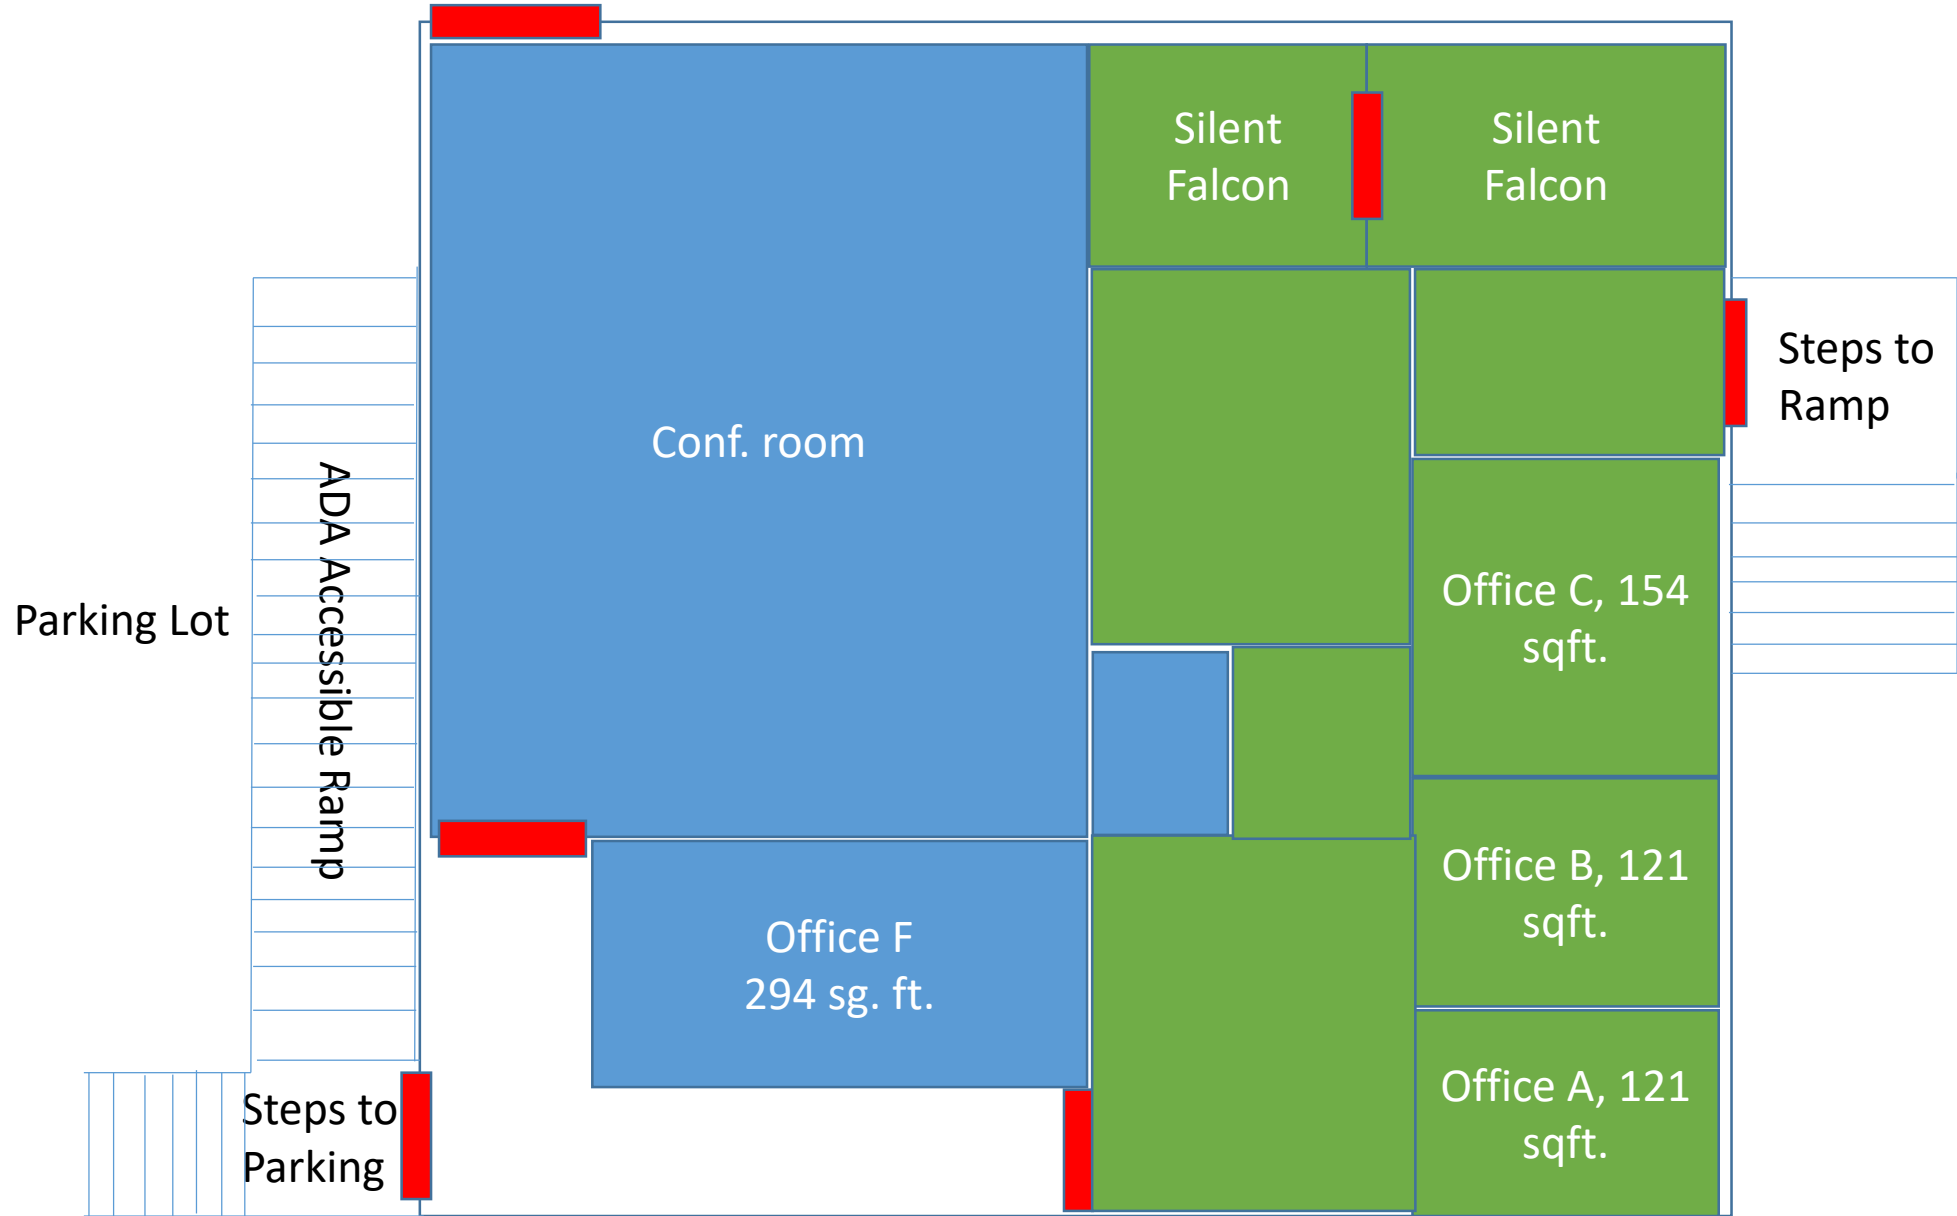 Silent
Falcon
Silent
Falcon
Steps to
Ramp
Conf. room
ADA Accessible Ramp
Parking Lot
Office C, 154
sqft.
Office B, 121
sqft.
Office F
294 sg. ft.
Office A, 121
sqft.
Steps to
Parking